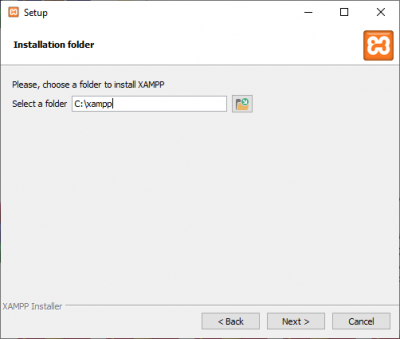 Setup
Installation folder
Please, choose a folder to install XAMPP
Select a folder C:\xampp
XAMPP Installer
< Back Next > Cancel